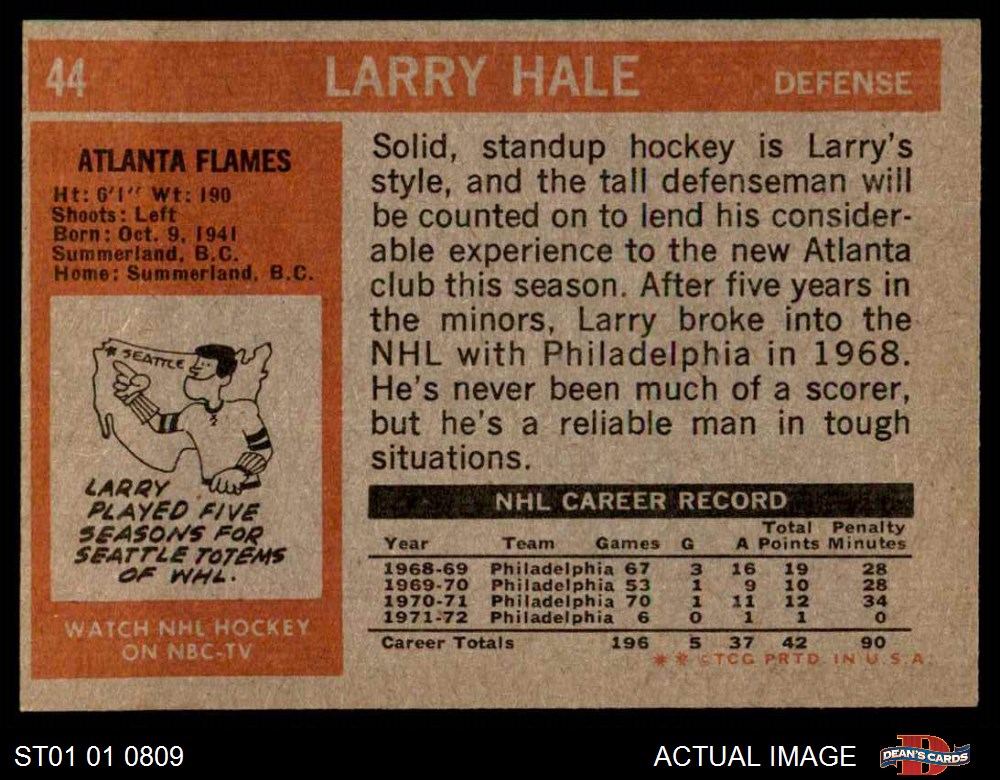 44 LARRY HALE DEFENSE
ATLANTA FLAMES
Ht: 6'1" Wt: 190
Shoots: Left
Born: Oct. 9, 1941
Summerland, B.C.
Home: Summerland, B.C.
* SEATTLE
LARRY
PLAYED FIVE
SEASONS FOR
SEATTLE TOTEMS
OF WHL.
WATCH NHL HOCKEY
ON NBC-TV
Solid, standup hockey is Larry's
style, and the tall defenseman will
be counted on to lend his consider-
able experience to the new Atlanta
club this season. After five years in
the minors, Larry broke into the
NHL with Philadelphia in 1968.
He's never been much of a scorer,
but he's a reliable man in tough
situations.
NHL CAREER RECORD
Total Penalty
Year Team Games G A Points Minutes
1968-69 Philadelphia 67 3 16 19 28
1969-70 Philadelphia 53 1 9 10 28
1970-71 Philadelphia 70 1 11 12 34
1971-72 Philadelphia 6 0 1 1 0
Career Totals 196 5 37 42 90
* * ©TCG PRTD IN U.S.A.
ST01 01 0809 ACTUAL IMAGE DEAN'S CARDS